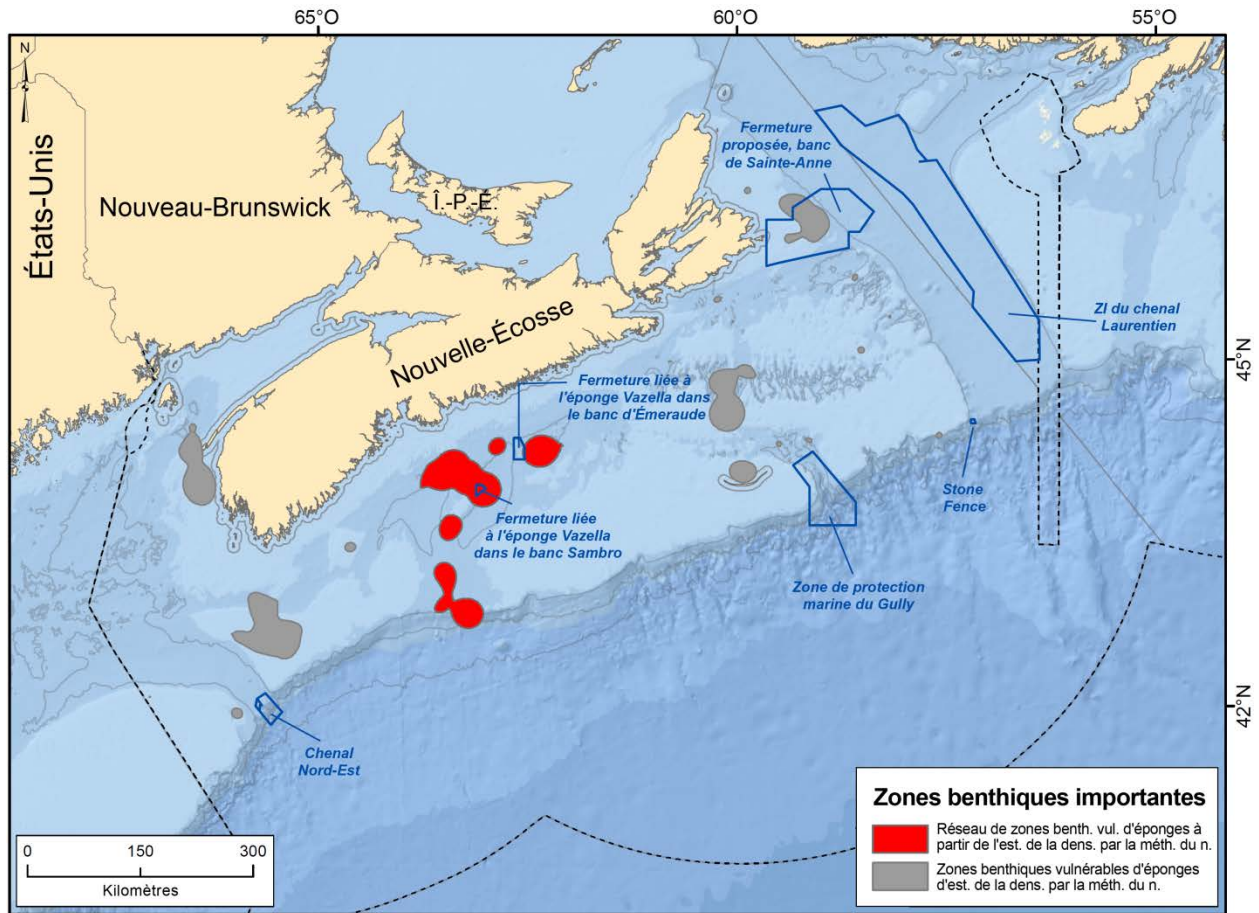 65°O
60°O
55°O
N
États-Unis
Nouveau-Brunswick
Î.-P.-É.
Nouvelle-Écosse
Fermeture
proposée, banc
de Sainte-Anne
ZI du chenal
Laurentien
45°N
Fermeture liée à
l'éponge Vazella dans
le banc d'Émeraude
Fermeture liée
à l'éponge Vazella
dans le banc Sambro
Stone
Fence
Zone de protection
marine du Gully
42°N
Chenal
Nord-Est
0 150 300
Kilomètres
Zones benthiques importantes
Réseau de zones benth. vul. d'éponges à
partir de l'est. de la dens. par la méth. du n.
Zones benthiques vulnérables d'éponges
d'est. de la dens. par la méth. du n.